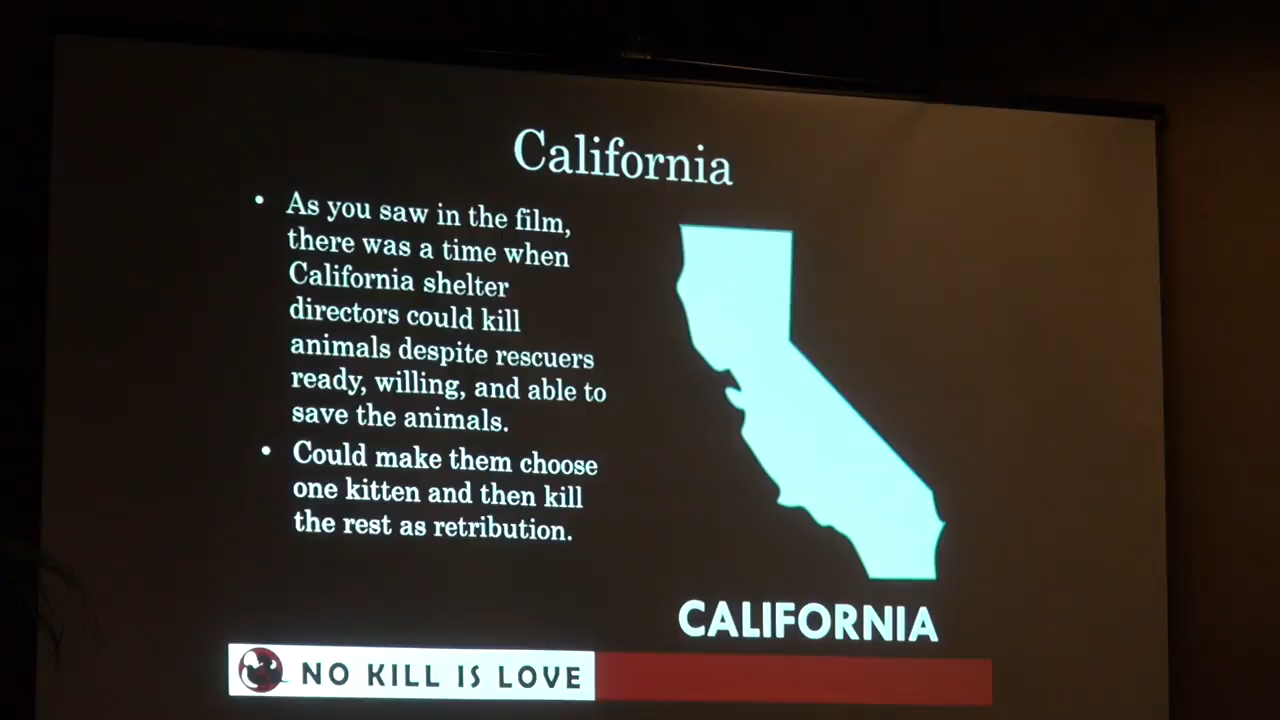 California
• As you saw in the film,
there was a time when
California shelter
directors could kill
animals despite rescuers
ready, willing, and able to
save the animals.
• Could make them choose
one kitten and then kill
the rest as retribution.
CALIFORNIA
NO KILL IS LOVE